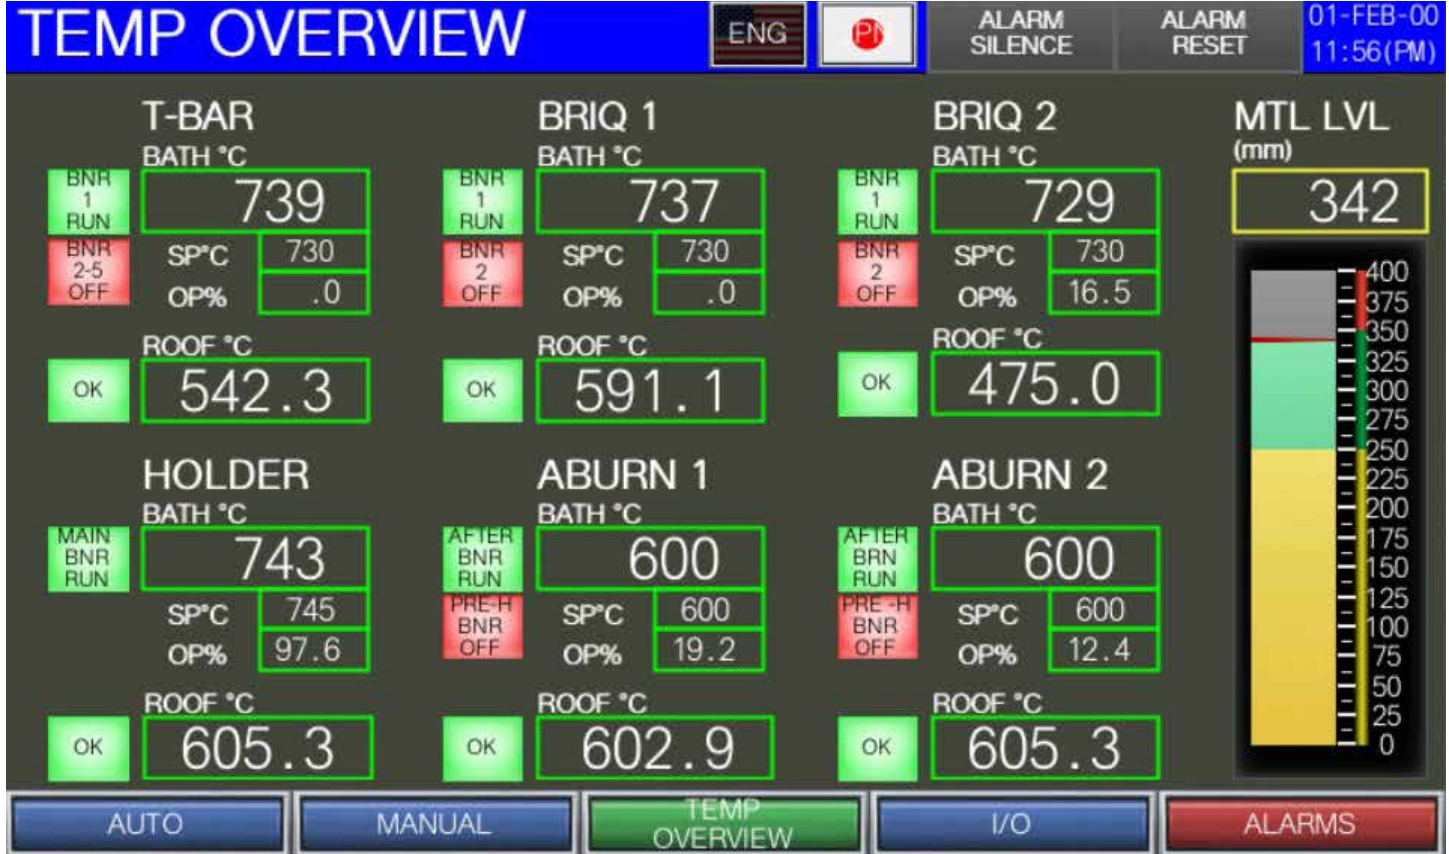 TEMP OVERVIEW
ENG
PN
ALARM
SILENCE
ALARM
RESET
01-FEB-00
11:56(PM)
T-BAR
BATH °C
BNR
1
RUN
739
BNR
2-5
OFF
SP°C
730
OP%
.0
ROOF °C
OK
542.3
BRIQ 1
BATH °C
BNR
1
RUN
737
BNR
2
OFF
SP°C
730
OP%
.0
ROOF °C
OK
591.1
BRIQ 2
BATH °C
BNR
1
RUN
729
BNR
2
OFF
SP°C
730
OP%
16.5
ROOF °C
OK
475.0
MTL LVL
(mm)
342
400
375
350
325
300
275
250
225
200
175
150
125
100
75
50
25
0
HOLDER
BATH °C
MAIN
BNR
RUN
743
SP°C
745
OP%
97.6
ROOF °C
OK
605.3
ABURN 1
BATH °C
AFTER
BNR
RUN
600
PRE-H
BNR
OFF
SP°C
600
OP%
19.2
ROOF °C
OK
602.9
ABURN 2
BATH °C
AFTER
BRN
RUN
600
PRE -H
BNR
OFF
SP°C
600
OP%
12.4
ROOF °C
OK
605.3
AUTO
MANUAL
TEMP
OVERVIEW
I/O
ALARMS